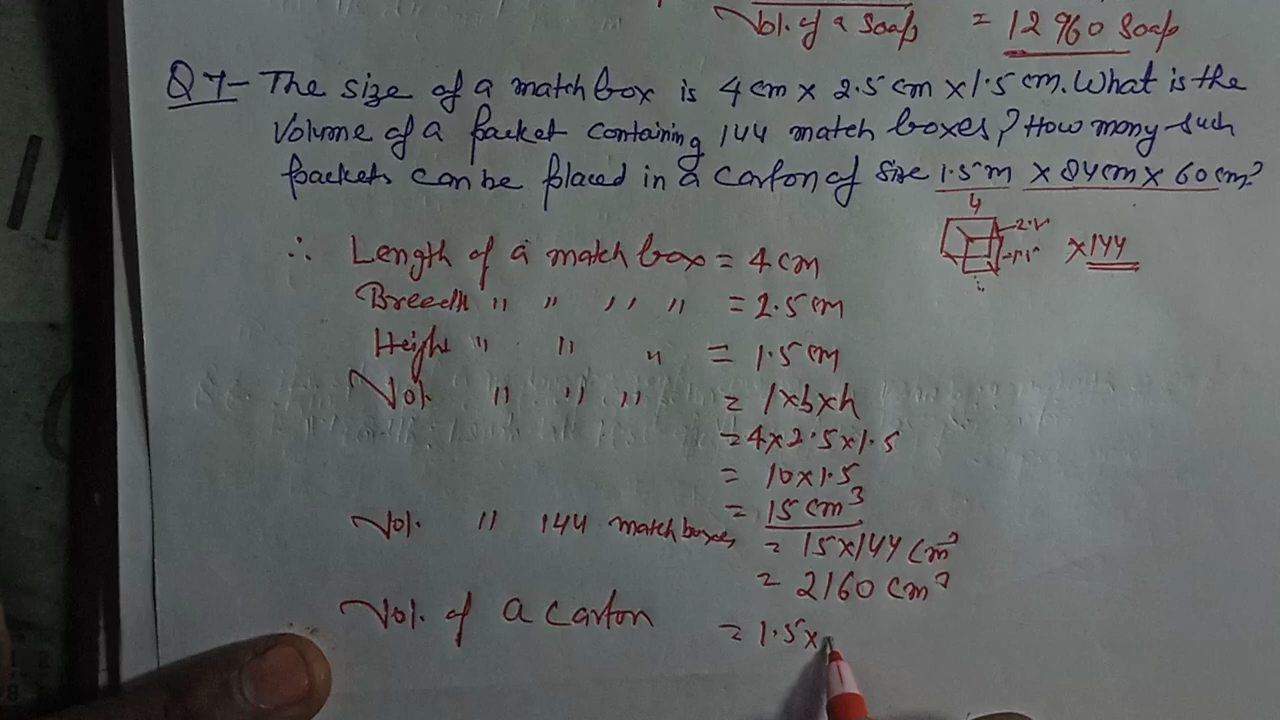 Vol. of a Soap = 12960 Soap
Q 7- The size of a match box is 4 cm x 2.5 cm x 1.5 cm. What is the
Volume of a packet containing 144 match boxes? How many such
packets can be placed in a carton of size 1.5 m x 84 cm x 60 cm?
4
∴ Length of a match box = 4 cm
x 144
Breadth " " " " = 2.5 cm
Height " " " = 1.5 cm
Vol. " " " = l x b x h
= 4 x 2.5 x 1.5
= 10 x 1.5
= 15 cm³
Vol. " 144 match boxes = 15 x 144 cm³
= 2160 cm³
Vol. of a carton = 1.5 x